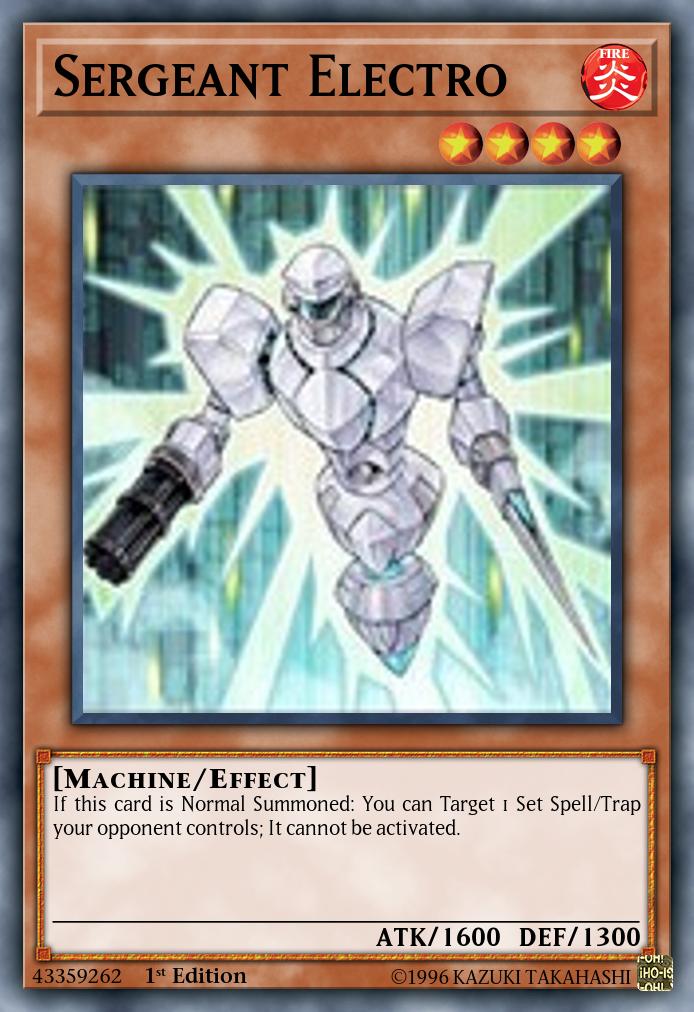 Sergeant Electro
FIRE
炎
[Machine/Effect]
If this card is Normal Summoned: You can Target 1 Set Spell/Trap
your opponent controls; It cannot be activated.
ATK/1600 DEF/1300
43359262 1st Edition ©1996 KAZUKI TAKAHASHI